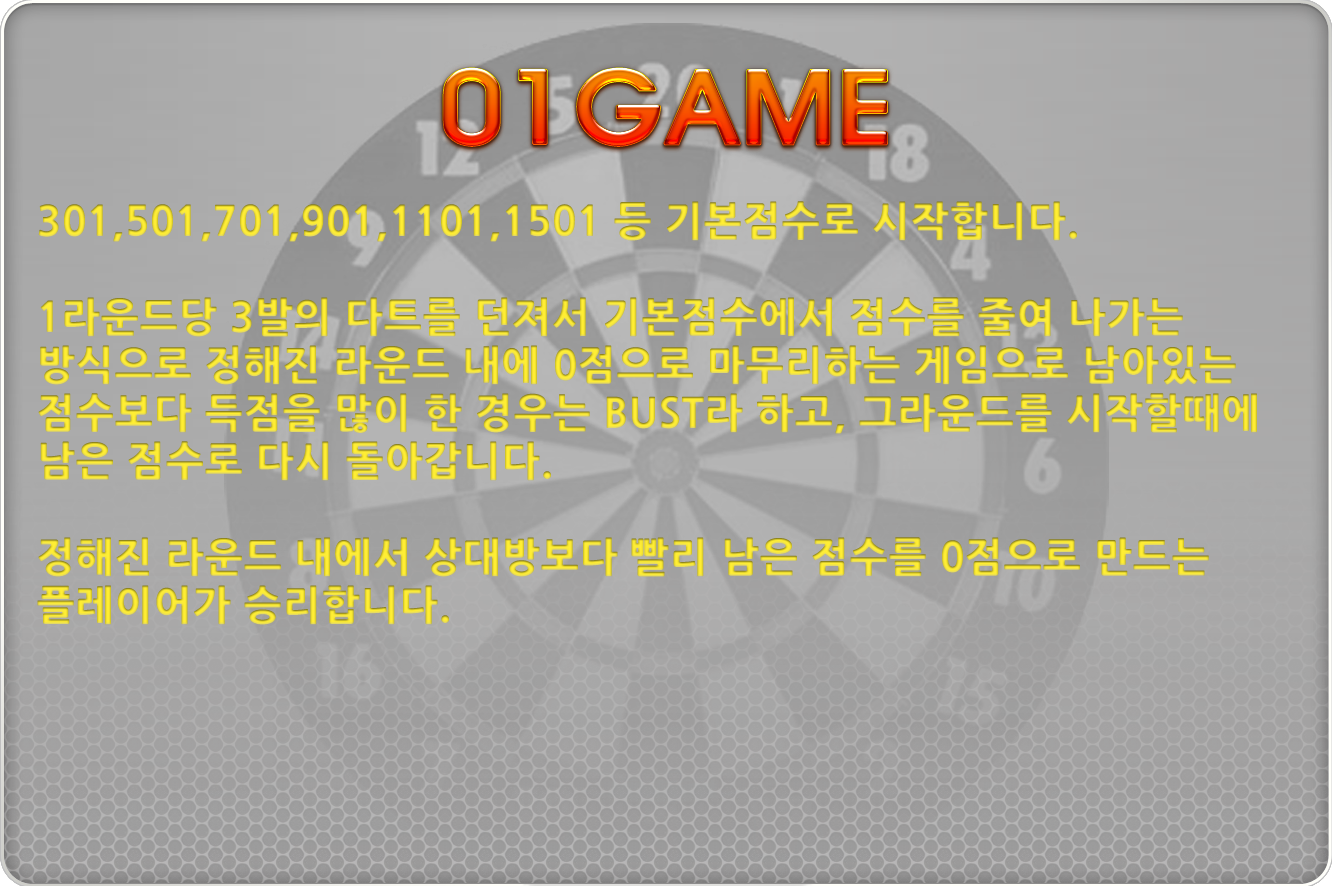 01GAME
301,501,701,901,1101,1501 등 기본점수로 시작합니다.
1라운드당 3발의 다트를 던져서 기본점수에서 점수를 줄여 나가는
방식으로 정해진 라운드 내에 0점으로 마무리하는 게임으로 남아있는
점수보다 득점을 많이 한 경우는 BUST라 하고, 그라운드를 시작할때에
남은 점수로 다시 돌아갑니다.
정해진 라운드 내에서 상대방보다 빨리 남은 점수를 0점으로 만드는
플레이어가 승리합니다.
12
18
9
4
6
10
16
15